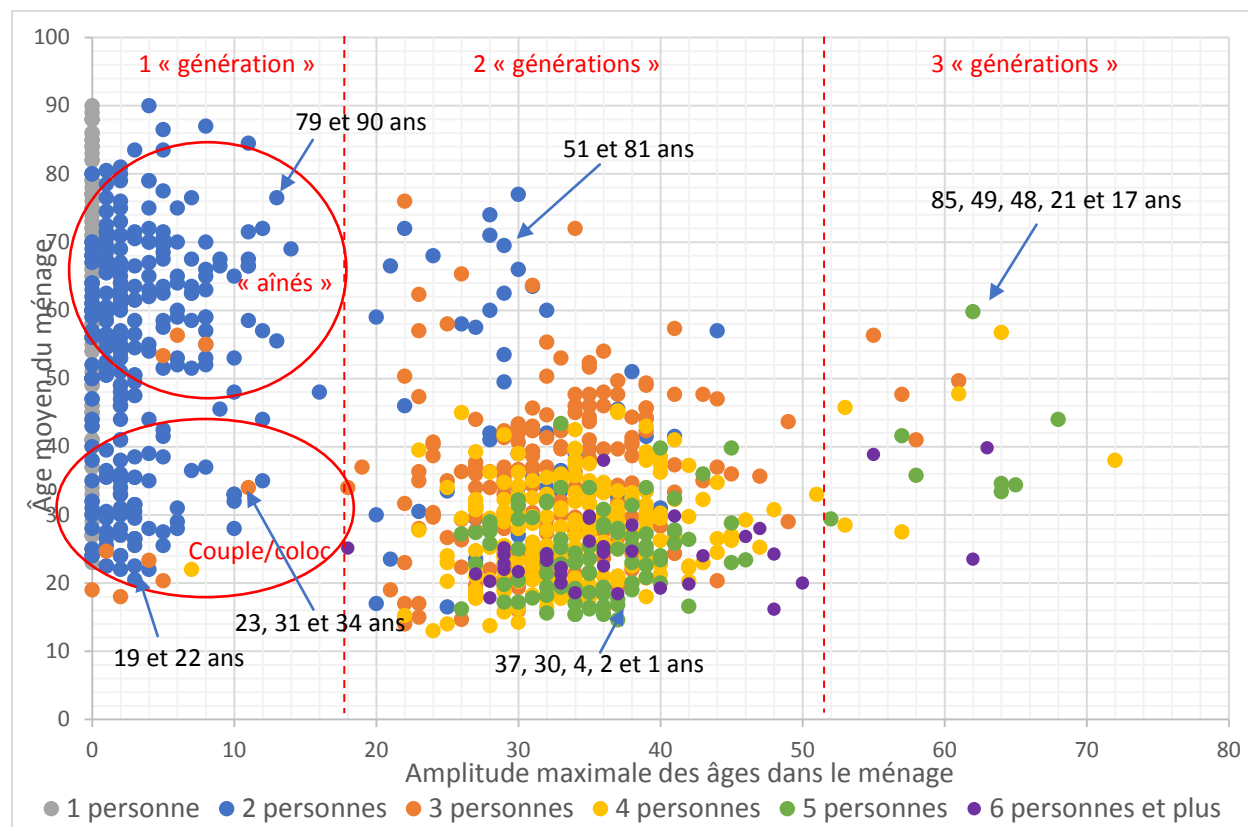 100
90
80
70
60
50
40
30
20
10
0
1 « génération »
2 « générations »
3 « générations »
79 et 90 ans
51 et 81 ans
85, 49, 48, 21 et 17 ans
« aînés »
Couple/coloc
23, 31 et 34 ans
19 et 22 ans
37, 30, 4, 2 et 1 ans
Âge moyen du ménage
0 10 20 30 40 50 60 70 80
Amplitude maximale des âges dans le ménage
1 personne 2 personnes 3 personnes 4 personnes 5 personnes 6 personnes et plus